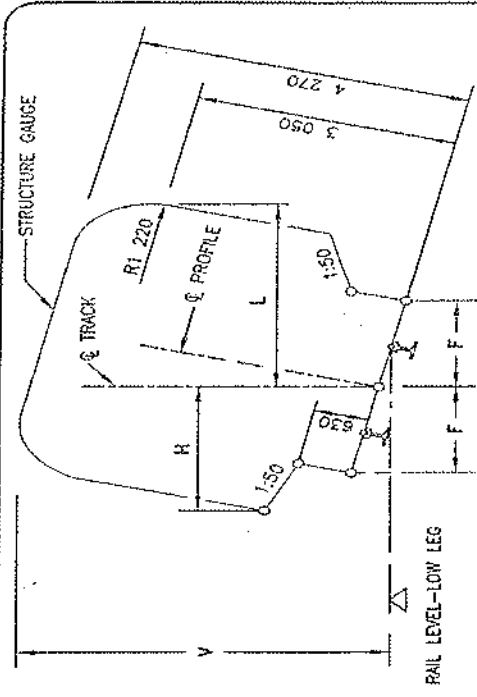 STRUCTURE GAUGE
4 270
3 050
R1 220
℄ PROFILE
℄ TRACK
H
L
1:50
1:50
630
F
F
V
RAIL LEVEL-LOW LEG